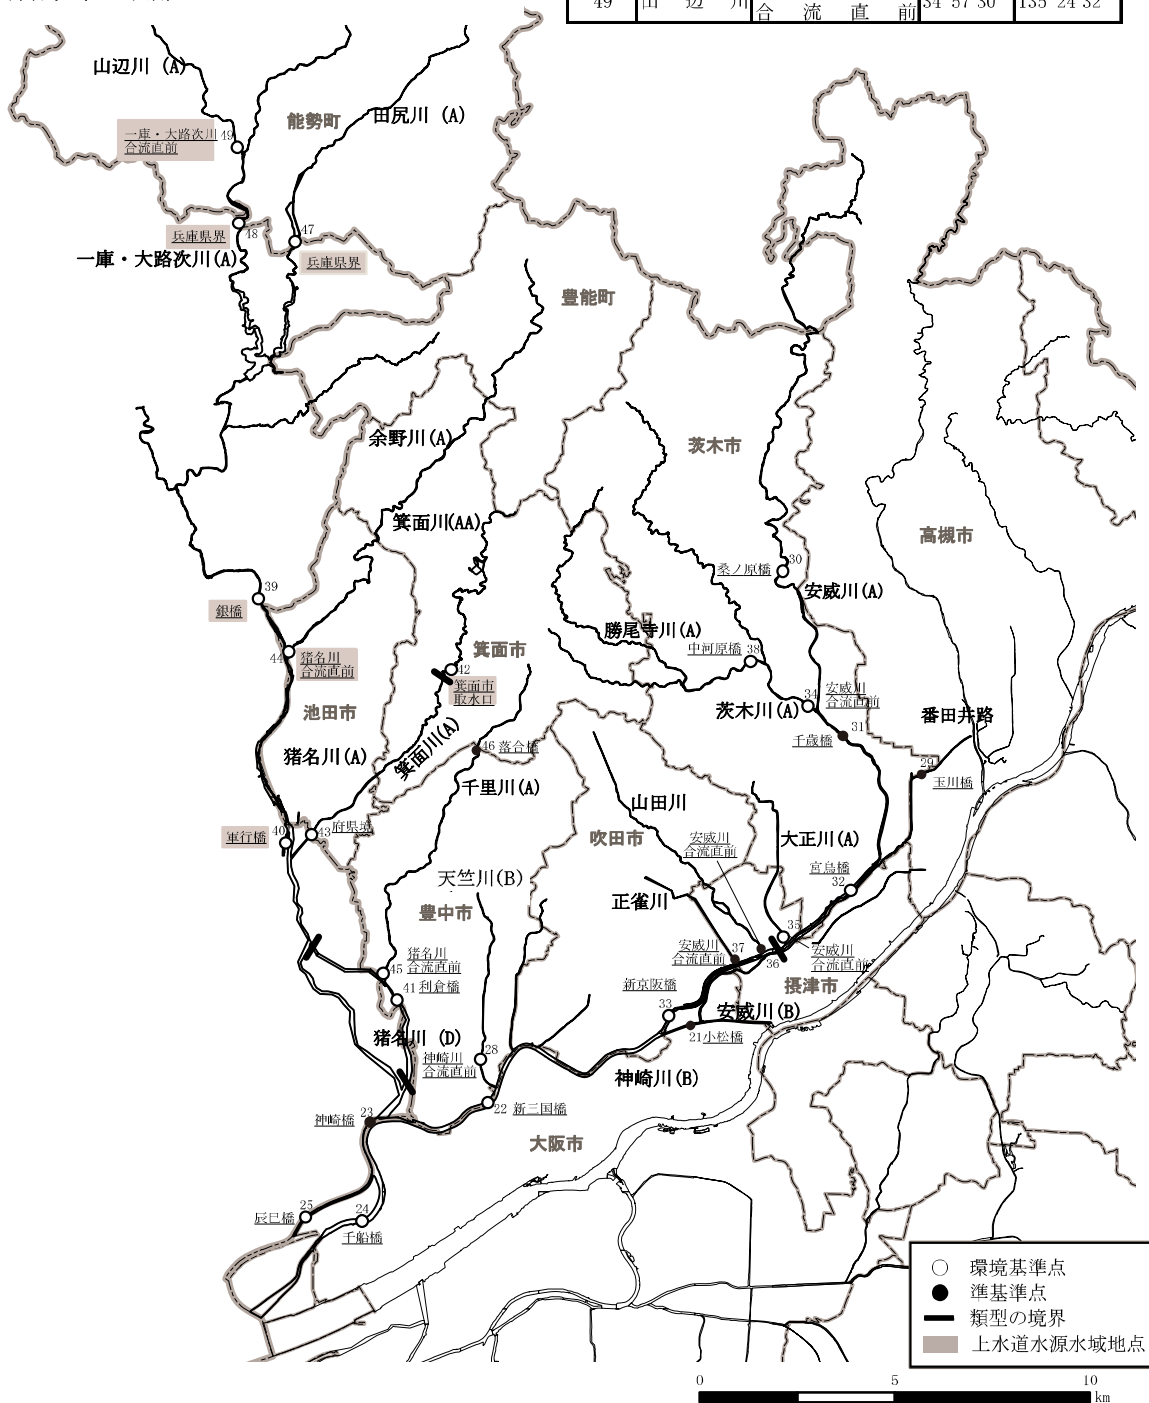 49 山辺川 合流直前 34 57 30 135 24 32
山辺川 (A)
能勢町
田尻川 (A)
一庫・大路次川
合流直前
49
兵庫県界
48
47
兵庫県界
一庫・大路次川(A)
豊能町
余野川(A)
茨木市
箕面川(AA)
高槻市
桑ノ原橋
30
安威川(A)
39
銀橋
勝尾寺川(A)
中河原橋
38
44
猪名川
合流直前
箕面市
42
箕面市
取水口
34
安威川
合流直前
池田市
茨木川(A)
31
千歳橋
番田井路
猪名川(A)
箕面川(A)
46
落合橋
29
玉川橋
千里川(A)
山田川
40
軍行橋
43
府県境
吹田市
安威川
合流直前
大正川(A)
宮鳥橋
32
天竺川(B)
豊中市
正雀川
35
安威川
合流直前
37
36
安威川
合流直前
猪名川
合流直前
45
41
利倉橋
新京阪橋
33
摂津市
安威川(B)
21
小松橋
猪名川 (D)
神崎川
合流直前
28
神崎川(B)
22
新三国橋
神崎橋
23
大阪市
25
辰巳橋
24
千船橋
環境基準点
準基準点
類型の境界
上水道水源水域地点
0 5 10
km